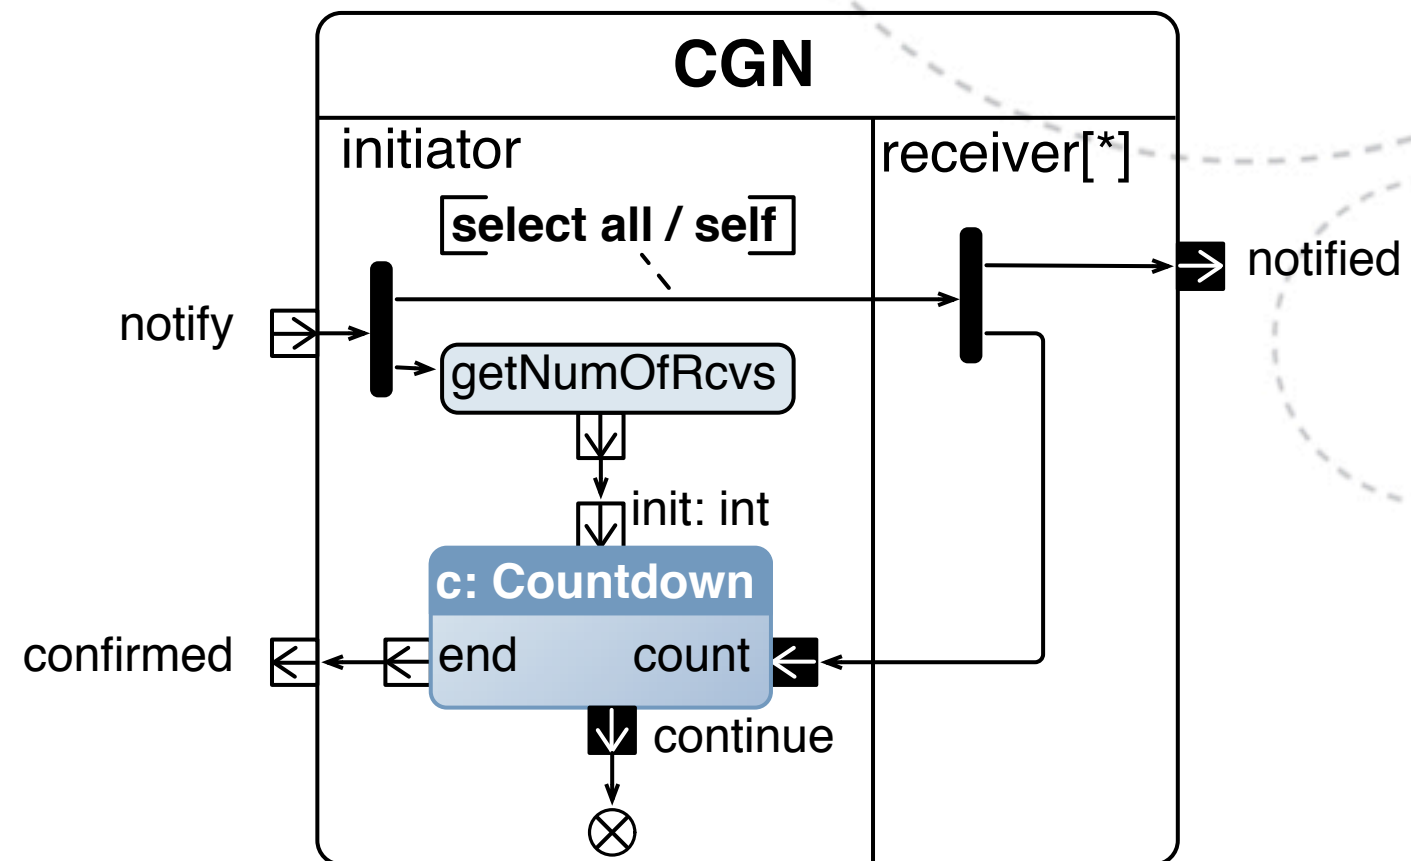 CGN
initiator
receiver[*]
select all / self
notified
notify
getNumOfRcvs
init: int
c: Countdown
confirmed
end
count
continue